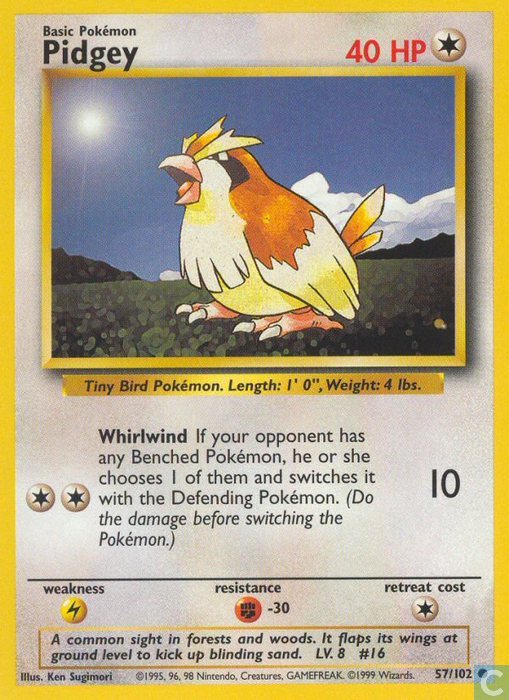 Basic Pokémon
Pidgey
40 HP
Tiny Bird Pokémon. Length: 1' 0", Weight: 4 lbs.
Whirlwind If your opponent has
any Benched Pokémon, he or she
chooses 1 of them and switches it
with the Defending Pokémon. (Do
the damage before switching the
Pokémon.)
10
weakness
resistance
retreat cost
-30
A common sight in forests and woods. It flaps its wings at
ground level to kick up blinding sand. LV. 8 #16
Illus. Ken Sugimori
©1995, 96, 98 Nintendo, Creatures, GAMEFREAK. ©1999 Wizards.
57/102
C